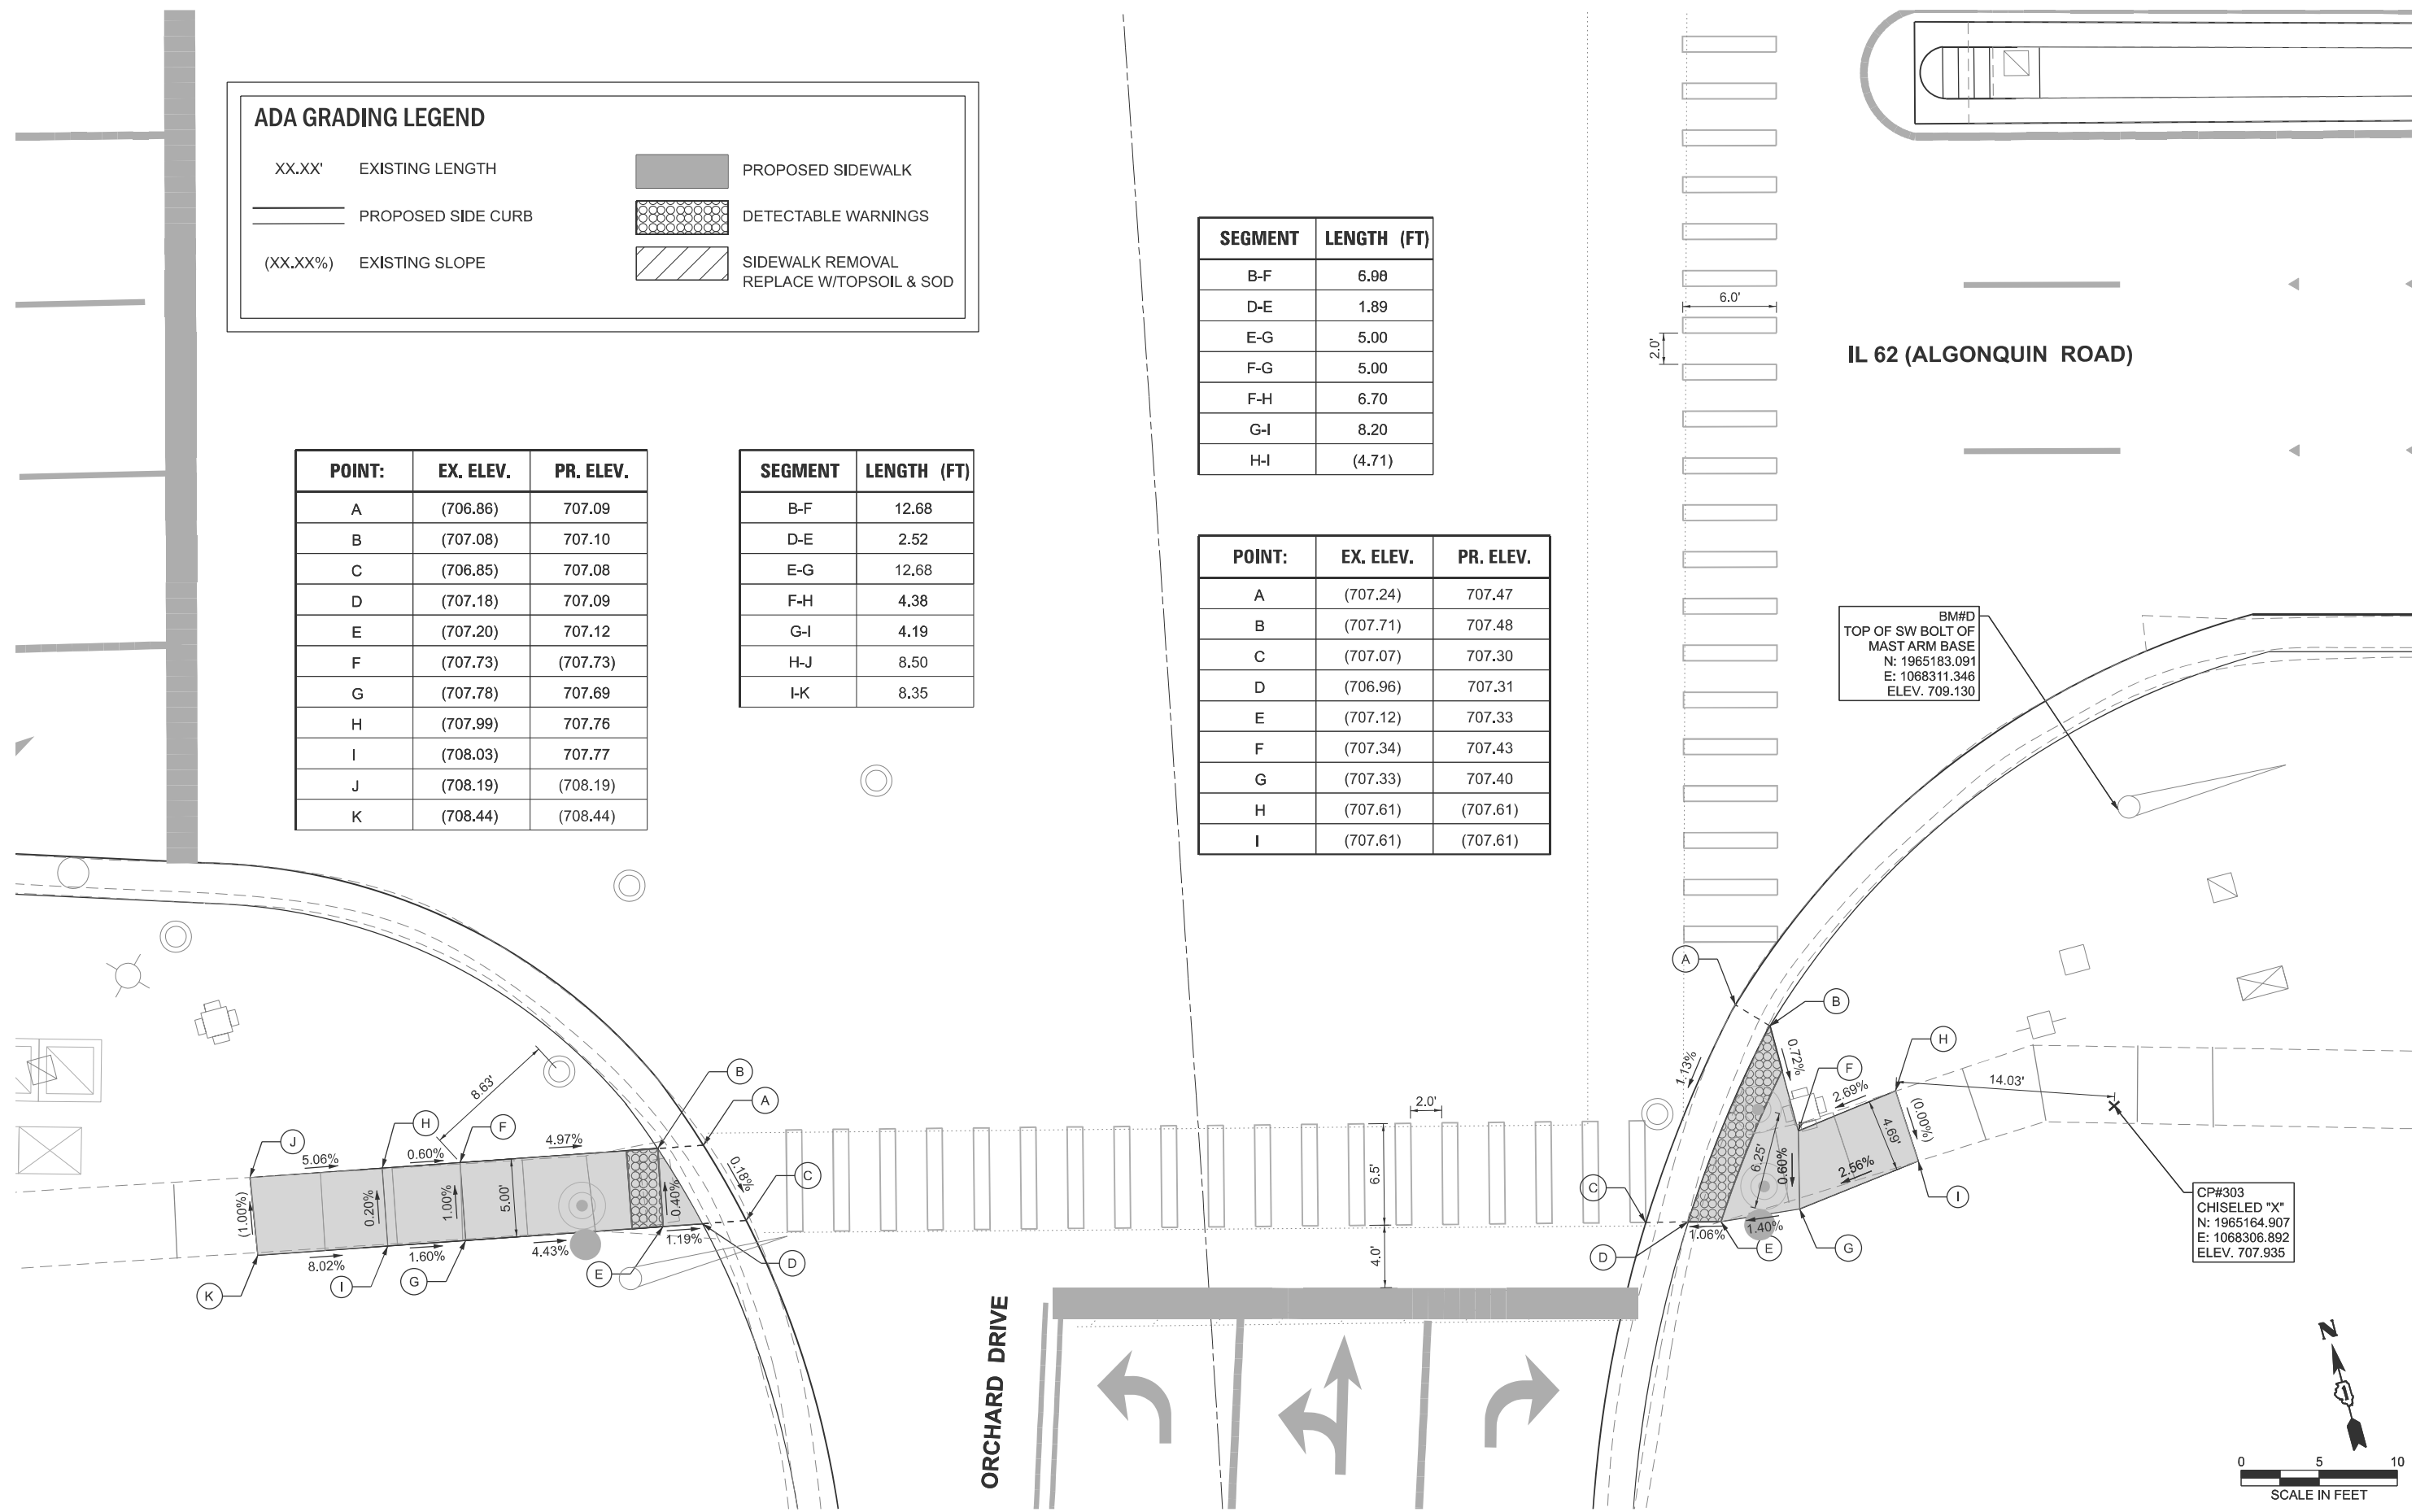 ADA GRADING LEGEND
XX.XX' EXISTING LENGTH
PROPOSED SIDE CURB
(XX.XX%) EXISTING SLOPE
PROPOSED SIDEWALK
DETECTABLE WARNINGS
SIDEWALK REMOVAL
REPLACE W/TOPSOIL & SOD
POINT: EX. ELEV. PR. ELEV.
A (706.86) 707.09
B (707.08) 707.10
C (706.85) 707.08
D (707.18) 707.09
E (707.20) 707.12
F (707.73) (707.73)
G (707.78) 707.69
H (707.99) 707.76
I (708.03) 707.77
J (708.19) (708.19)
K (708.44) (708.44)
SEGMENT LENGTH (FT)
B-F 12.68
D-E 2.52
E-G 12.68
F-H 4.38
G-I 4.19
H-J 8.50
I-K 8.35
SEGMENT LENGTH (FT)
B-F 6.98
D-E 1.89
E-G 5.00
F-G 5.00
F-H 6.70
G-I 8.20
H-I (4.71)
POINT: EX. ELEV. PR. ELEV.
A (707.24) 707.47
B (707.71) 707.48
C (707.07) 707.30
D (706.96) 707.31
E (707.12) 707.33
F (707.34) 707.43
G (707.33) 707.40
H (707.61) (707.61)
I (707.61) (707.61)
6.0'
2.0'
IL 62 (ALGONQUIN ROAD)
BM#D
TOP OF SW BOLT OF
MAST ARM BASE
N: 1965183.091
E: 1068311.346
ELEV. 709.130
8.63'
J
H
F
B
A
C
D
E
G
I
K
5.06%
0.60%
4.97%
(1.00%)
0.20%
1.00%
5.00'
0.40%
0.18%
8.02%
1.60%
4.43%
1.19%
2.0'
6.5'
4.0'
A
B
H
F
C
D
E
G
I
1.13%
0.72%
2.69%
14.03'
(0.00%)
4.69'
6.25'
0.60%
2.56%
1.40%
1.06%
CP#303
CHISELED "X"
N: 1965164.907
E: 1068306.892
ELEV. 707.935
ORCHARD DRIVE
N
0 5 10
SCALE IN FEET